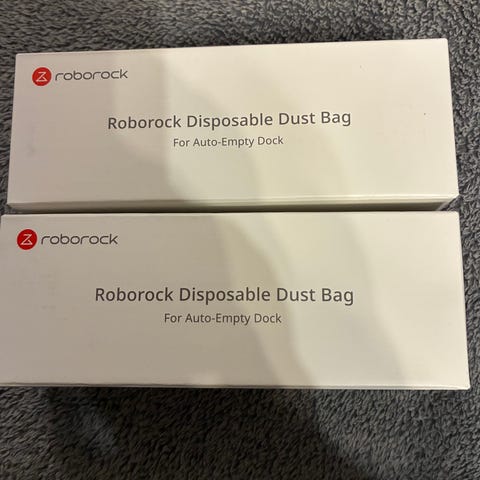 roborock
Roborock Disposable Dust Bag
For Auto-Empty Dock
roborock
Roborock Disposable Dust Bag
For Auto-Empty Dock